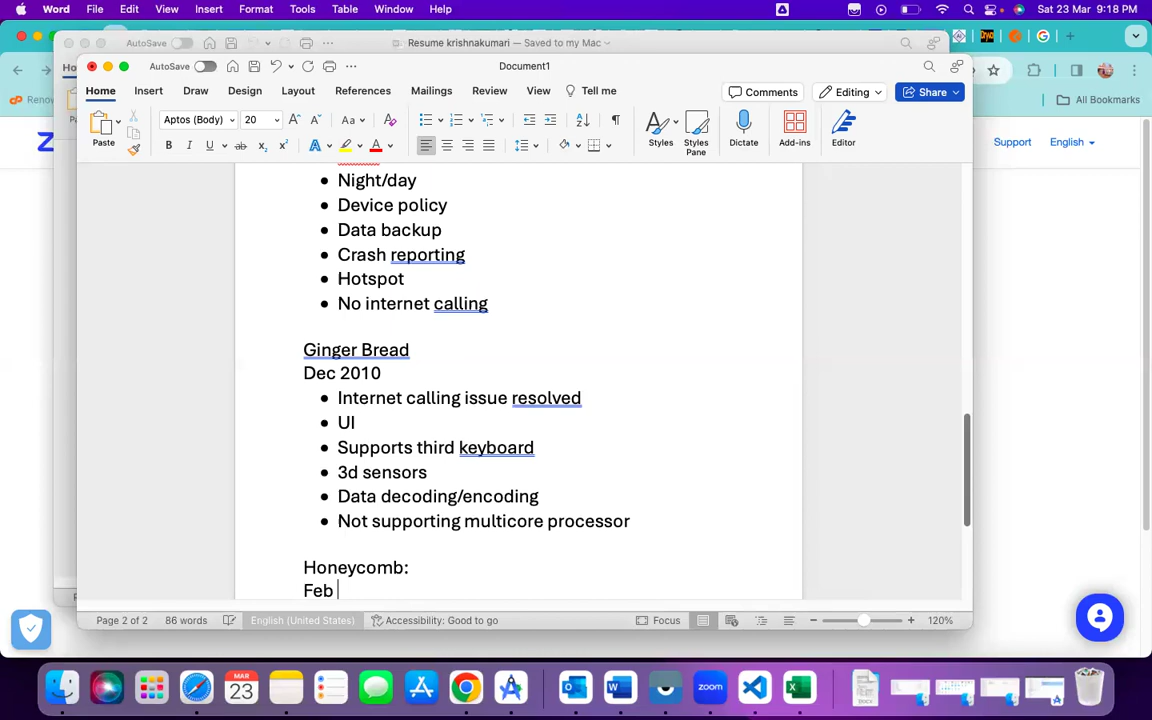 Word File Edit View Insert Format Tools Table Window Help Sat 23 Mar 9:18 PM
AutoSave Resume krishnakumari — Saved to my Mac
AutoSave Document1
Home Insert Draw Design Layout References Mailings Review View Tell me Comments Editing Share
All Bookmarks
Aptos (Body) 20
Paste Styles Styles Pane Dictate Add-ins Editor
Support English
Night/day
Device policy
Data backup
Crash reporting
Hotspot
No internet calling
Ginger Bread
Dec 2010
Internet calling issue resolved
UI
Supports third keyboard
3d sensors
Data decoding/encoding
Not supporting multicore processor
Honeycomb:
Feb
Page 2 of 2 86 words English (United States) Accessibility: Good to go Focus 120%
MAR
23
zoom